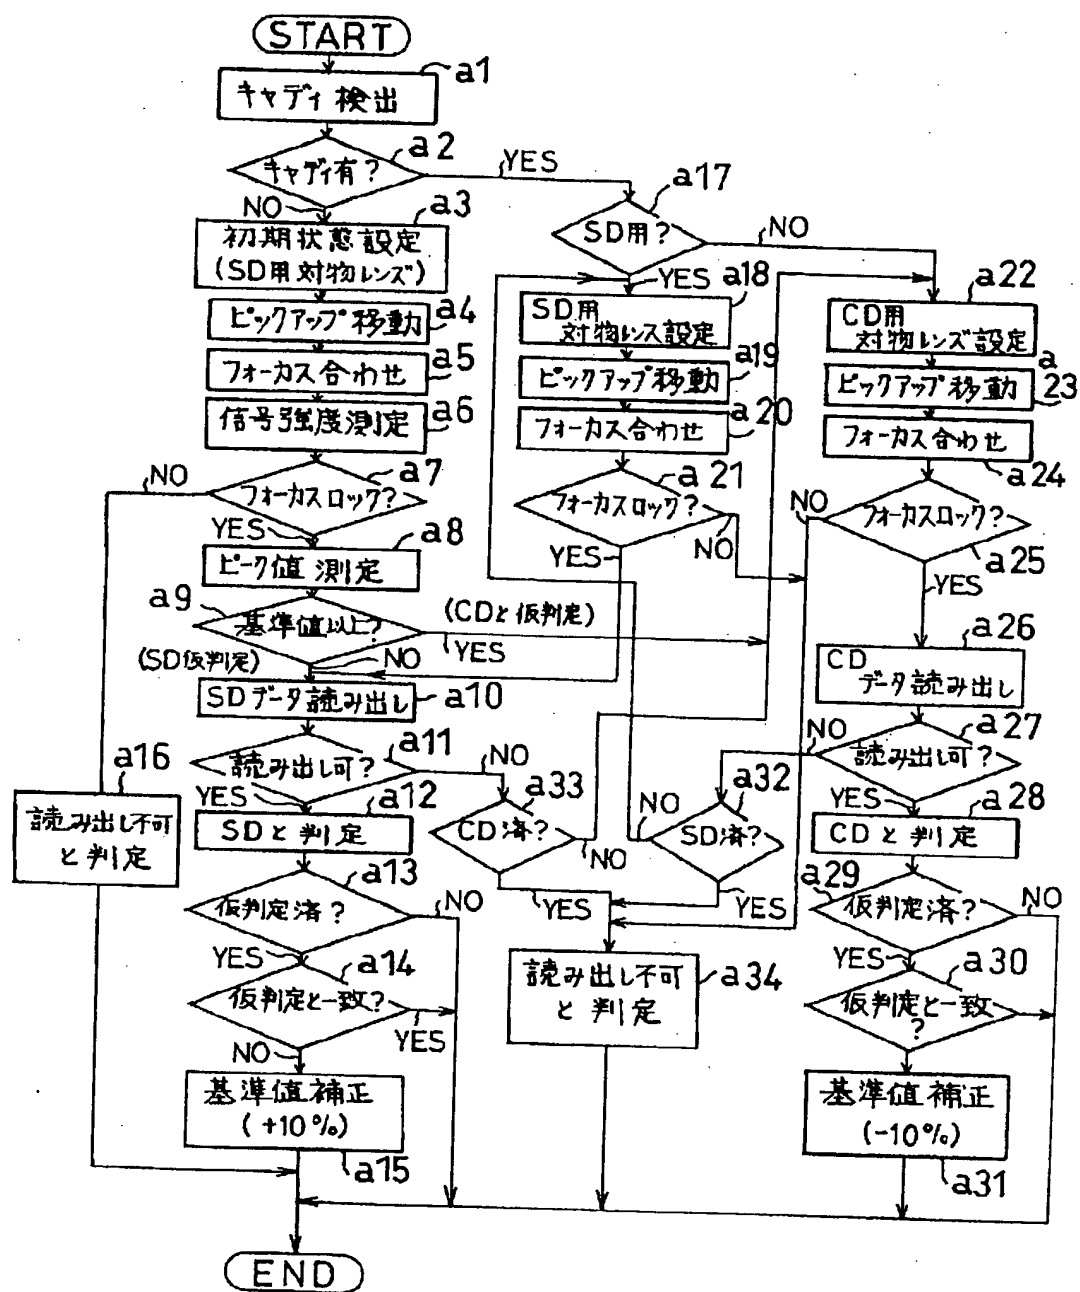 START
a1
キャディ検出
a2
キャディ有?
YES
NO
a3
初期状態設定
(SD用対物レンズ)
a4
ピックアップ移動
a5
フォーカス合わせ
a6
信号強度測定
a7
フォーカスロック?
NO
YES
a8
ピーク値測定
a9
基準値以上?
(CDと仮判定)
YES
(SD仮判定)
NO
SDデータ読み出し
a10
a11
読み出し可?
NO
YES
a12
SDと判定
a13
仮判定済?
NO
YES
a14
仮判定と一致?
YES
NO
基準値補正
(+10%)
a15
a16
読み出し不可
と判定
a17
SD用?
NO
YES
a18
SD用
対物レンス設定
a19
ピックアップ移動
a20
フォーカス合わせ
a21
フォーカスロック?
NO
YES
a22
CD用
対物レンズ設定
a
23
ピックアップ移動
フォーカス合わせ
a24
フォーカスロック?
NO
a25
YES
a26
CD
データ読み出し
a27
読み出し可?
NO
YES
a28
CDと判定
a29
仮判定済?
NO
YES
a30
仮判定と一致
?
基準値補正
(-10%)
a31
a32
SD済?
NO
YES
a33
CD済?
NO
YES
読み出し不可
と判定
a34
END